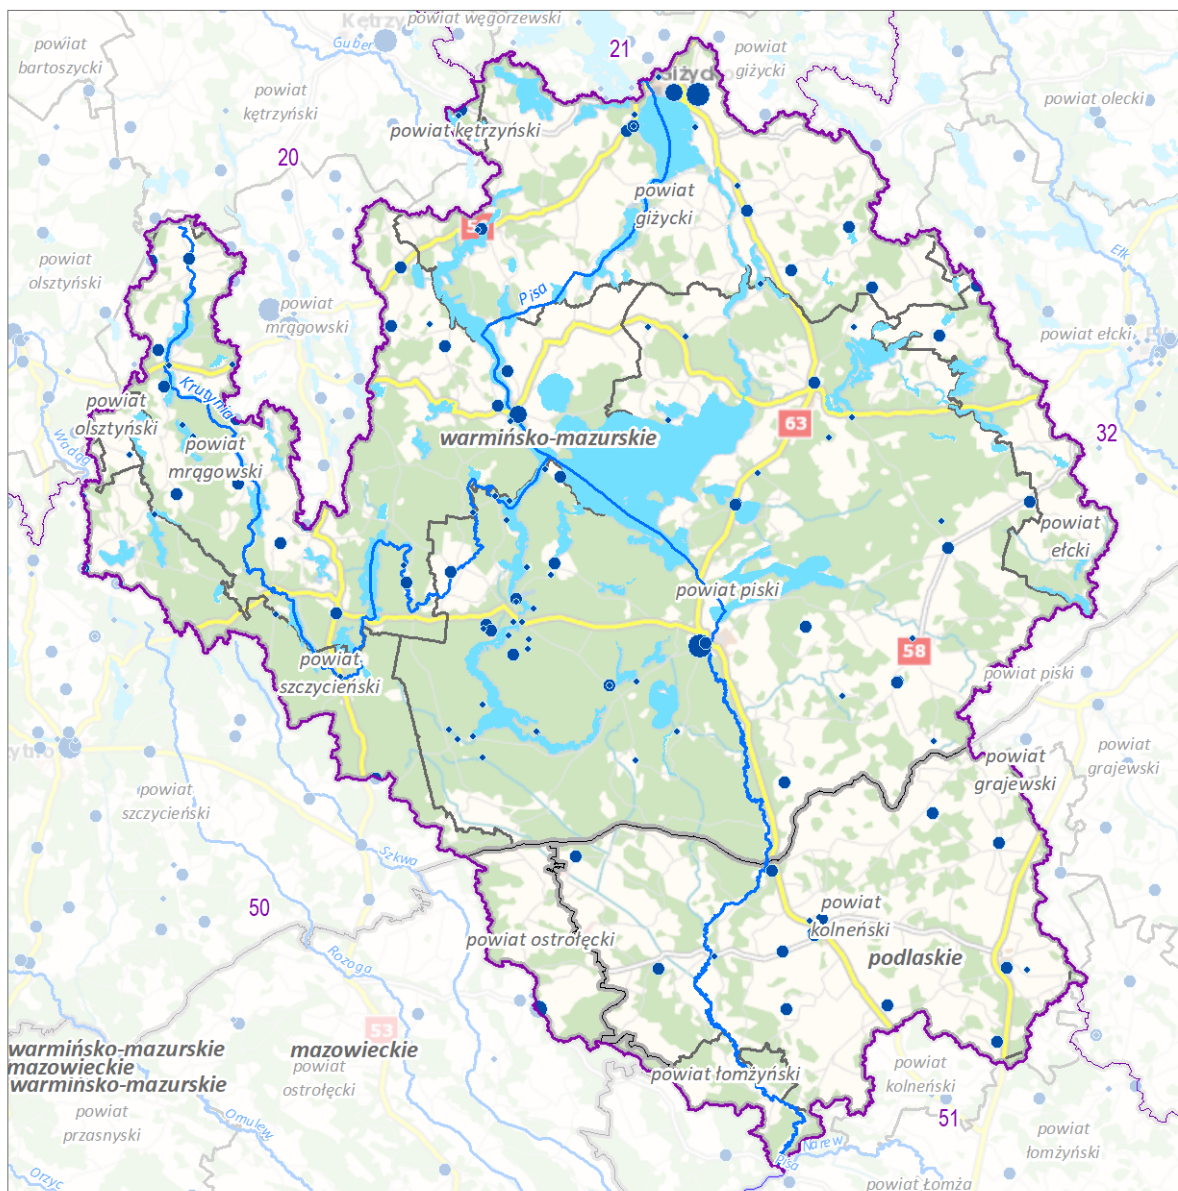 Kętrzy
powiat węgorzewski
Guber
21
powiat
bartoszycki
powiat
giżycki
Giżycko
powiat
kętrzyński
powiat olecki
powiat kętrzyński
20
powiat
giżycki
powiat
olsztyński
Ełk
Pisa
powiat
mrągowski
powiat ełcki
Krutynia
powiat
olsztyński
63
warmińsko-mazurskie
32
Wadąg
powiat
mrągowski
powiat
ełcki
powiat piski
58
powiat
szczycieński
powiat piski
powiat
grajewski
powiat
grajewski
powiat
szczycieński
Szkwa
50
powiat
kolneński
powiat ostrołęcki
podlaskie
Rozoga
53
warmińsko-mazurskie
mazowieckie
mazowieckie
warmińsko-mazurskie
powiat
ostrołęcki
powiat
kolneński
powiat łomżyński
powiat
przasnyski
Omulew
51
powiat
łomżyński
Narew
Pisa
Orzyc
powiat Łomża